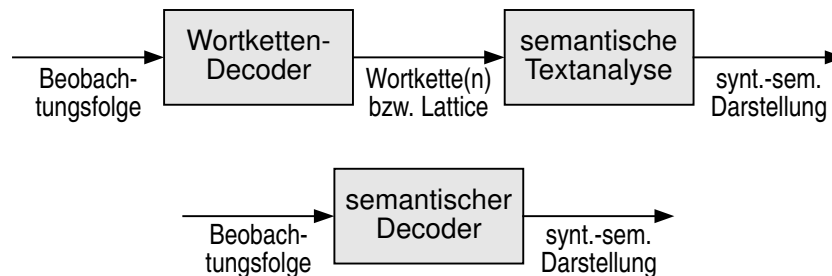 Wortketten-
Decoder
semantische
Textanalyse
Beobach-
tungsfolge
Wortkette(n)
bzw. Lattice
synt.-sem.
Darstellung
semantischer
Decoder
Beobach-
tungsfolge
synt.-sem.
Darstellung